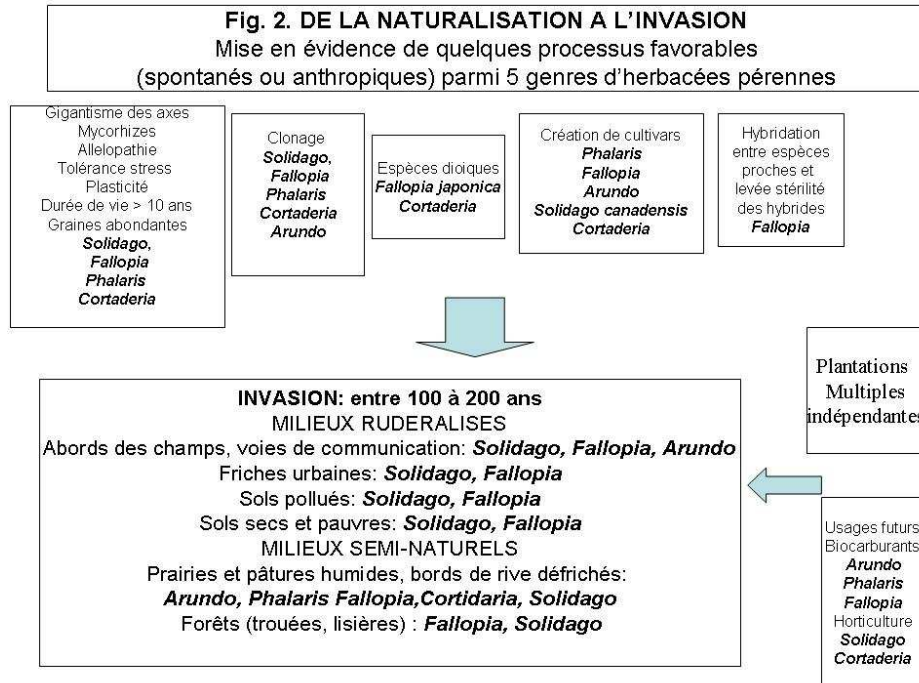 Fig. 2. DE LA NATURALISATION A L'INVASION
Mise en évidence de quelques processus favorables
(spontanés ou anthropiques) parmi 5 genres d'herbacées pérennes
Gigantisme des axes
Mycorhizes
Allelopathie
Tolérance stress
Plasticité
Durée de vie > 10 ans
Graines abondantes
Solidago,
Fallopia
Phalaris
Cortaderia
Clonage
Solidago,
Fallopia
Phalaris
Cortaderia
Arundo
Espèces dioiques
Fallopia japonica
Cortaderia
Création de cultivars
Phalaris
Fallopia
Arundo
Solidago canadensis
Cortaderia
Hybridation
entre espèces
proches et
levée stérilité
des hybrides
Fallopia
INVASION: entre 100 à 200 ans
MILIEUX RUDERALISES
Abords des champs, voies de communication: Solidago, Fallopia, Arundo
Friches urbaines: Solidago, Fallopia
Sols pollués: Solidago, Fallopia
Sols secs et pauvres: Solidago, Fallopia
MILIEUX SEMI-NATURELS
Prairies et pâtures humides, bords de rive défrichés:
Arundo, Phalaris Fallopia,Cortidaria, Solidago
Forêts (trouées, lisières) : Fallopia, Solidago
Plantations
Multiples
indépendantes
Usages futurs
Biocarburants
Arundo
Phalaris
Fallopia
Horticulture
Solidago
Cortaderia